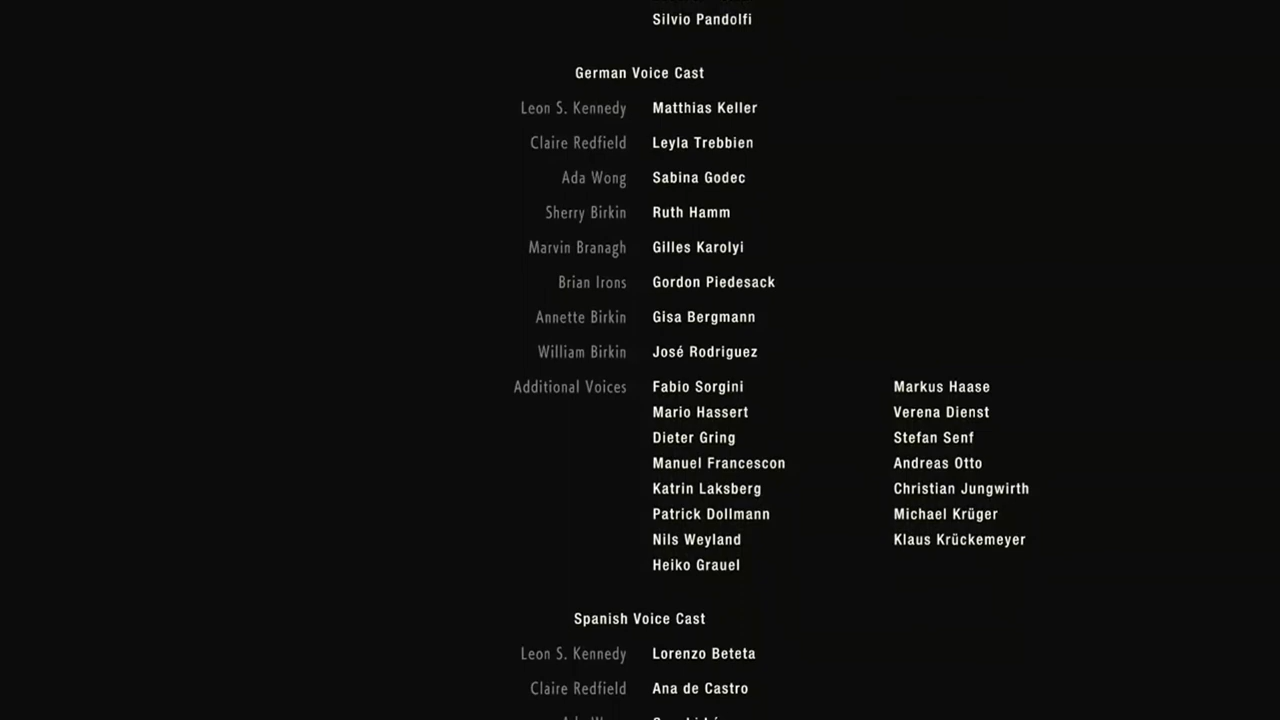 Silvio Pandolfi
German Voice Cast
Leon S. Kennedy Matthias Keller
Claire Redfield Leyla Trebbien
Ada Wong Sabina Godec
Sherry Birkin Ruth Hamm
Marvin Branagh Gilles Karolyi
Brian Irons Gordon Piedesack
Annette Birkin Gisa Bergmann
William Birkin José Rodriguez
Additional Voices Fabio Sorgini Markus Haase
Mario Hassert Verena Dienst
Dieter Gring Stefan Senf
Manuel Francescon Andreas Otto
Katrin Laksberg Christian Jungwirth
Patrick Dollmann Michael Krüger
Nils Weyland Klaus Krückemeyer
Heiko Grauel
Spanish Voice Cast
Leon S. Kennedy Lorenzo Beteta
Claire Redfield Ana de Castro